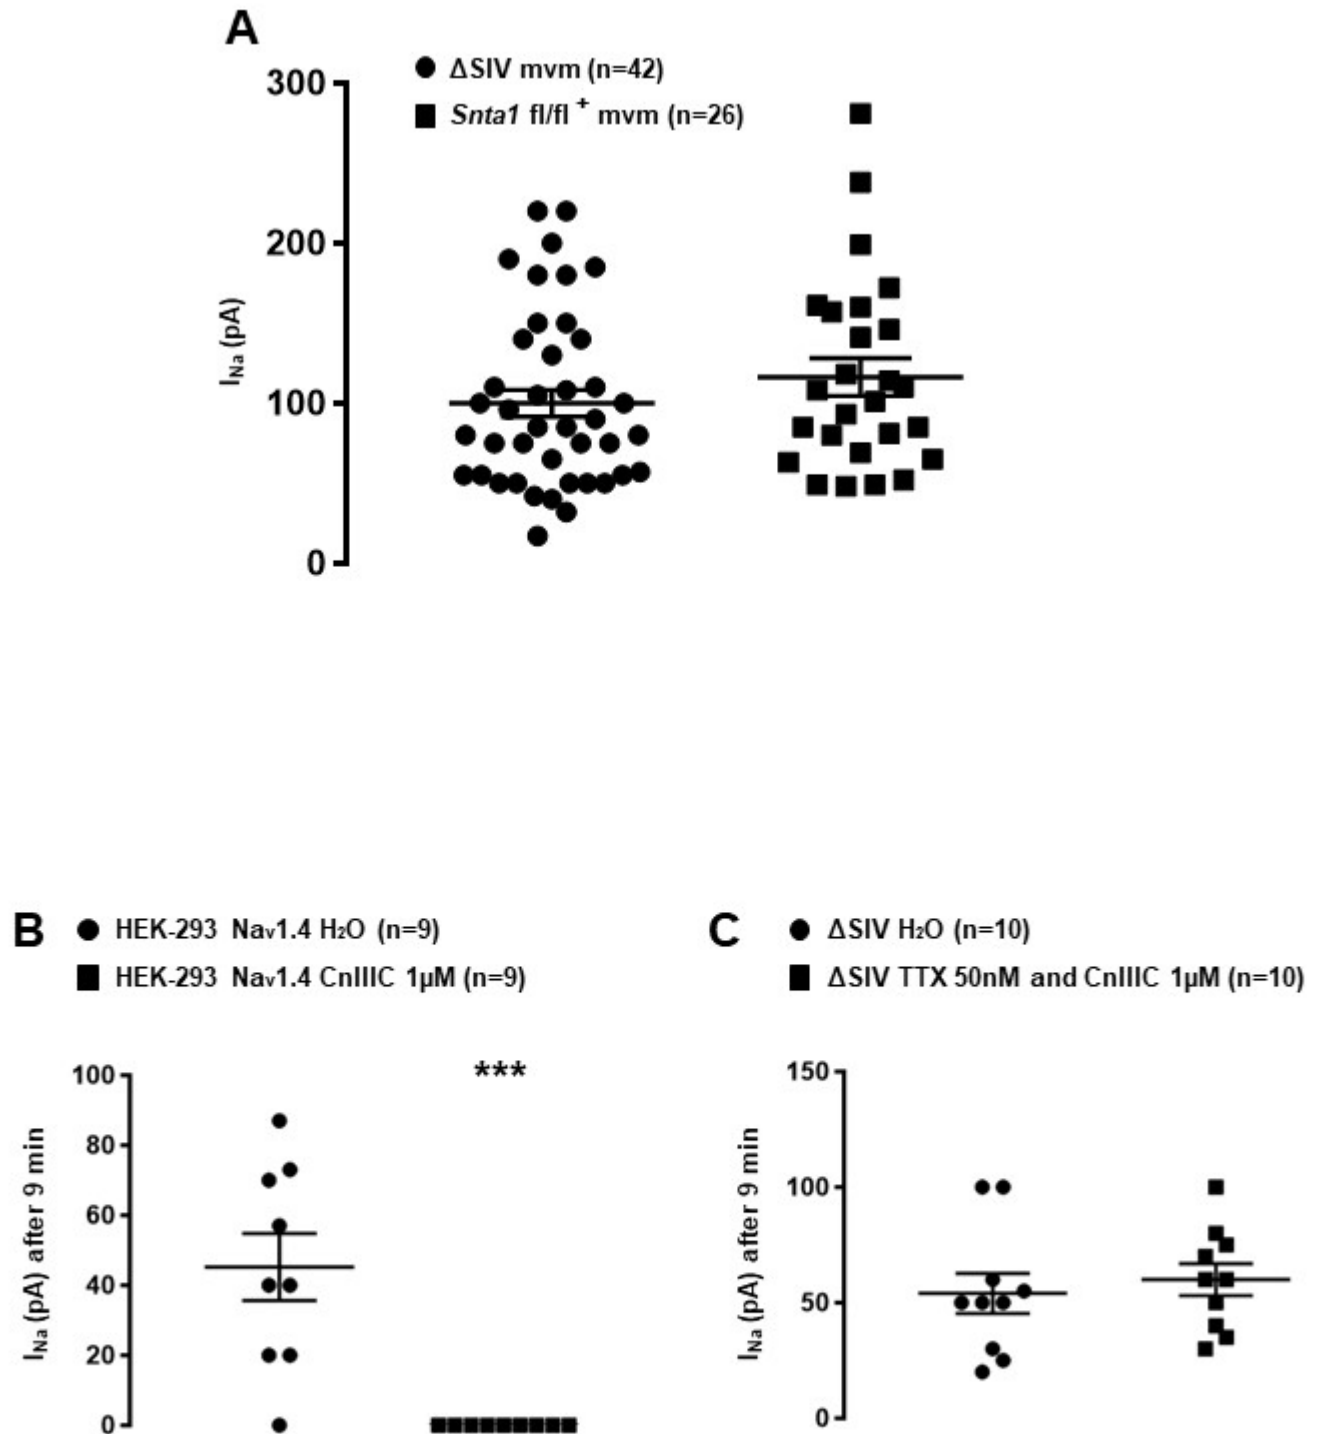 A
ΔSIV mvm (n=42)
Snta1 fl/fl + mvm (n=26)
300
200
100
0
INa (pA)
B
HEK-293 Nav1.4 H2O (n=9)
HEK-293 Nav1.4 CnIIIC 1µM (n=9)
***
100
80
60
40
20
0
INa (pA) after 9 min
C
ΔSIV H2O (n=10)
ΔSIV TTX 50nM and CnIIIC 1µM (n=10)
150
100
50
0
INa (pA) after 9 min